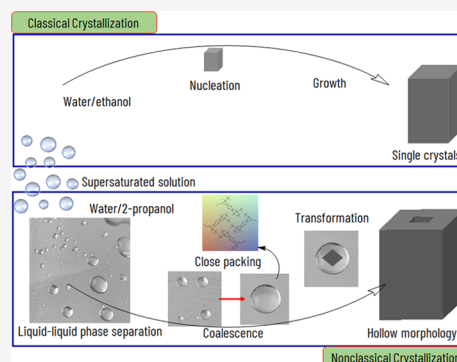 Classical Crystallization
Nucleation
Growth
Water/ethanol
Single crystals
Supersaturated solution
Water/2-propanol
Transformation
Close packing
Liquid-liquid phase separation
Coalescence
Hollow morphology
Nonclassical Crystallization